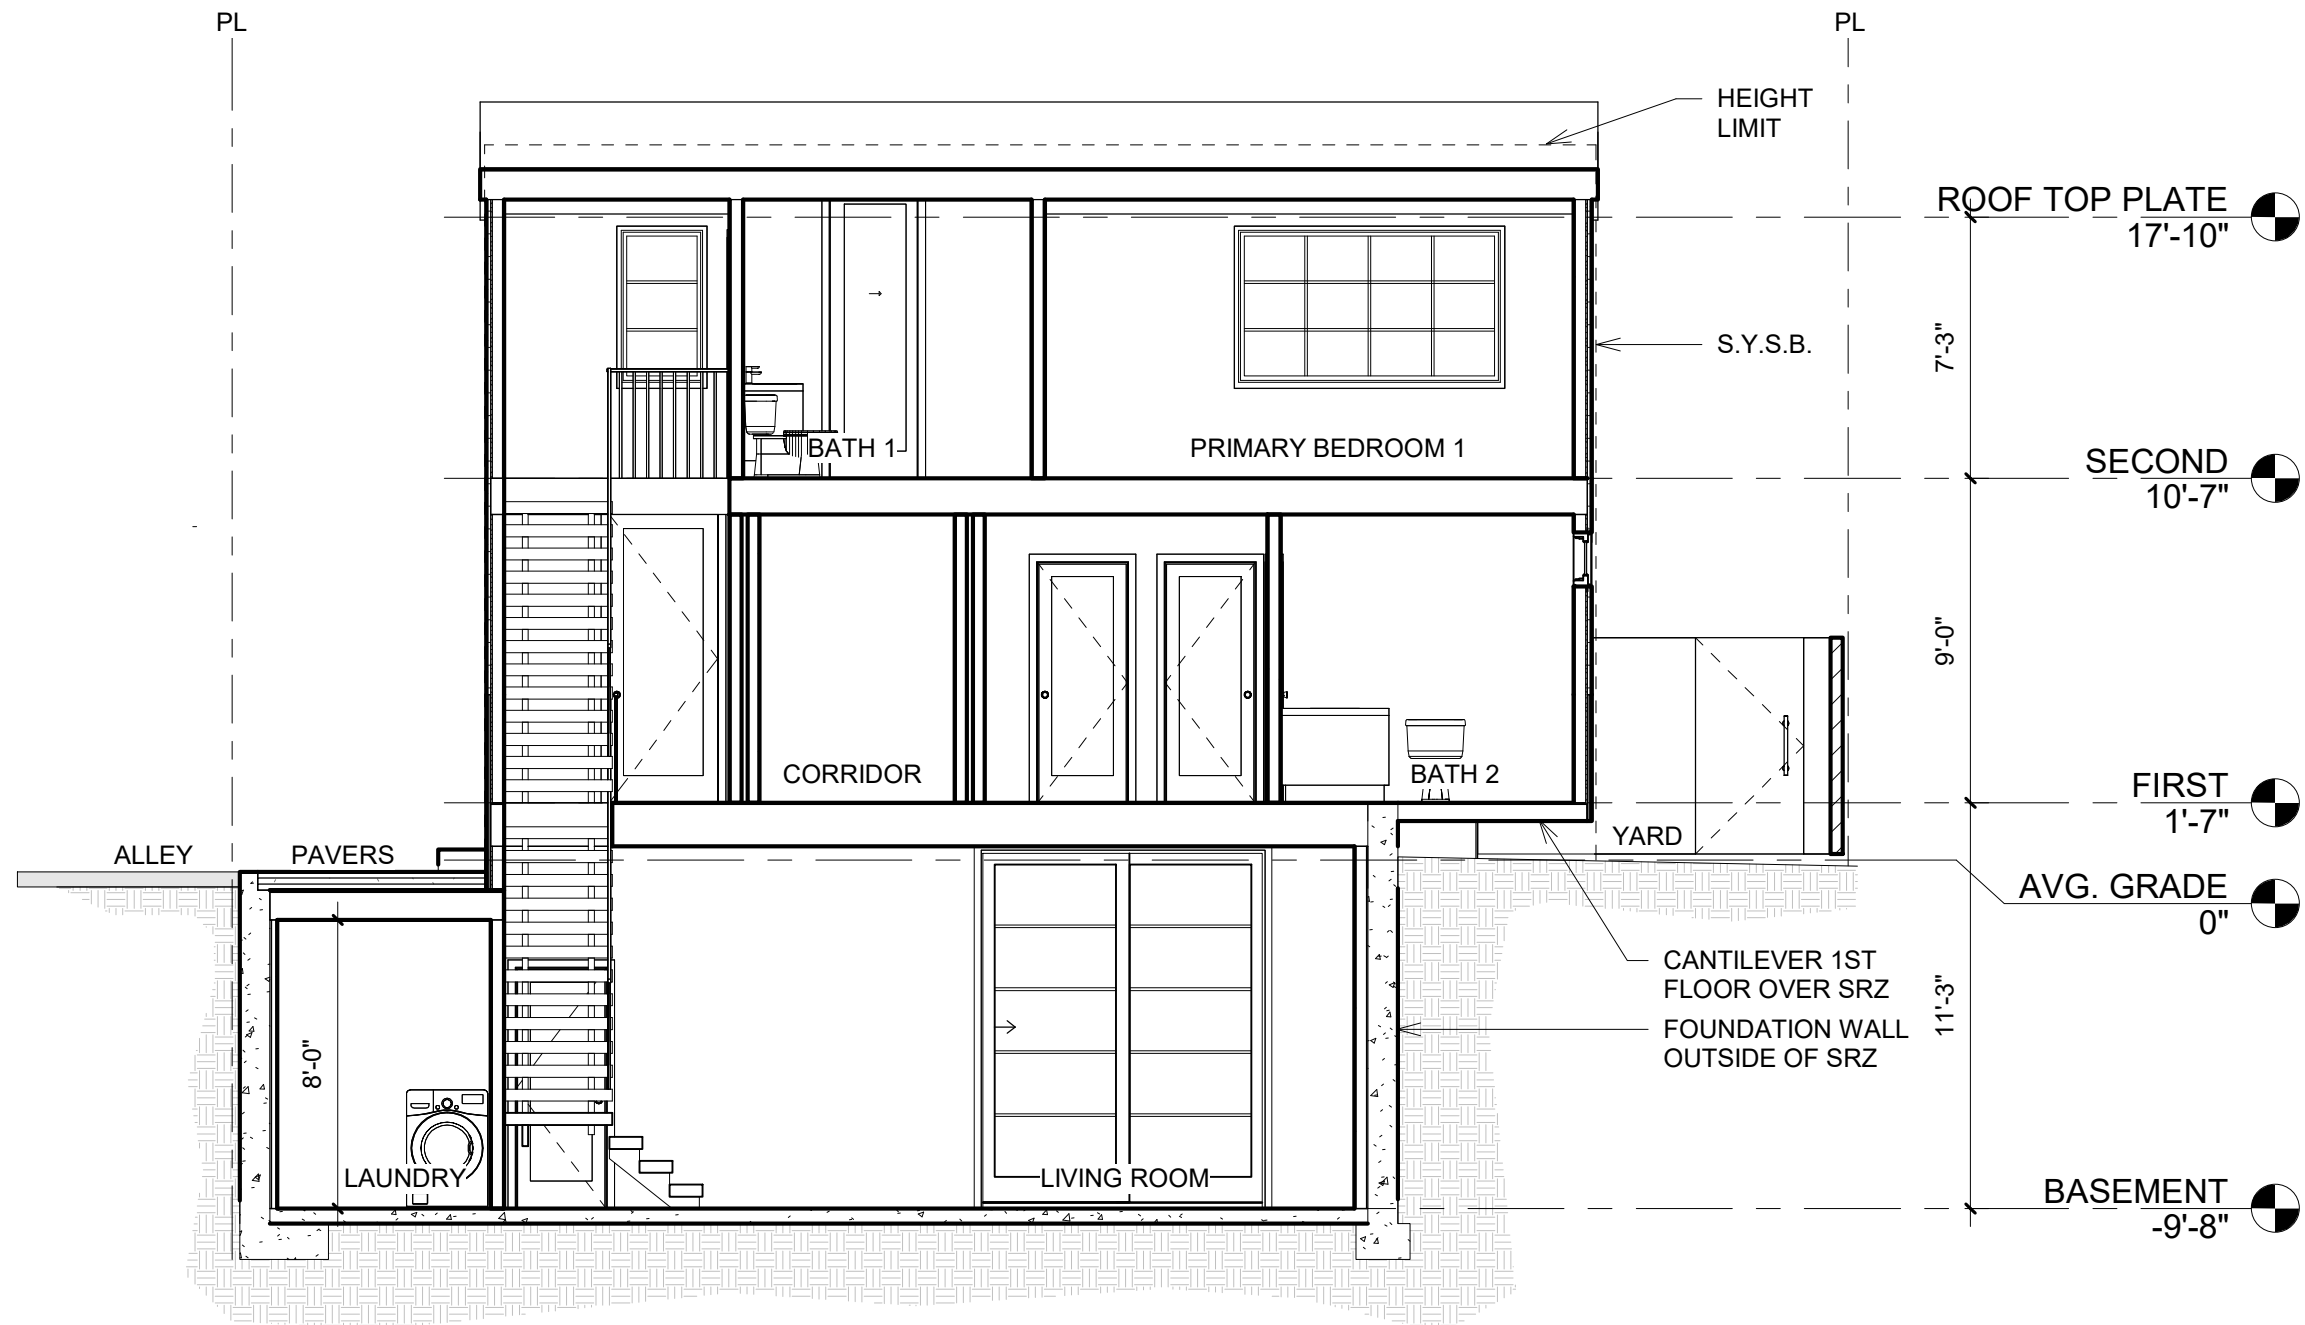 PL
PL
HEIGHT
LIMIT
ROOF TOP PLATE
17'-10"
7'-3"
S.Y.S.B.
BATH 1
PRIMARY BEDROOM 1
SECOND
10'-7"
9'-0"
CORRIDOR
BATH 2
FIRST
1'-7"
YARD
ALLEY
PAVERS
AVG. GRADE
0"
CANTILEVER 1ST
FLOOR OVER SRZ
11'-3"
FOUNDATION WALL
OUTSIDE OF SRZ
8'-0"
LAUNDRY
LIVING ROOM
BASEMENT
-9'-8"